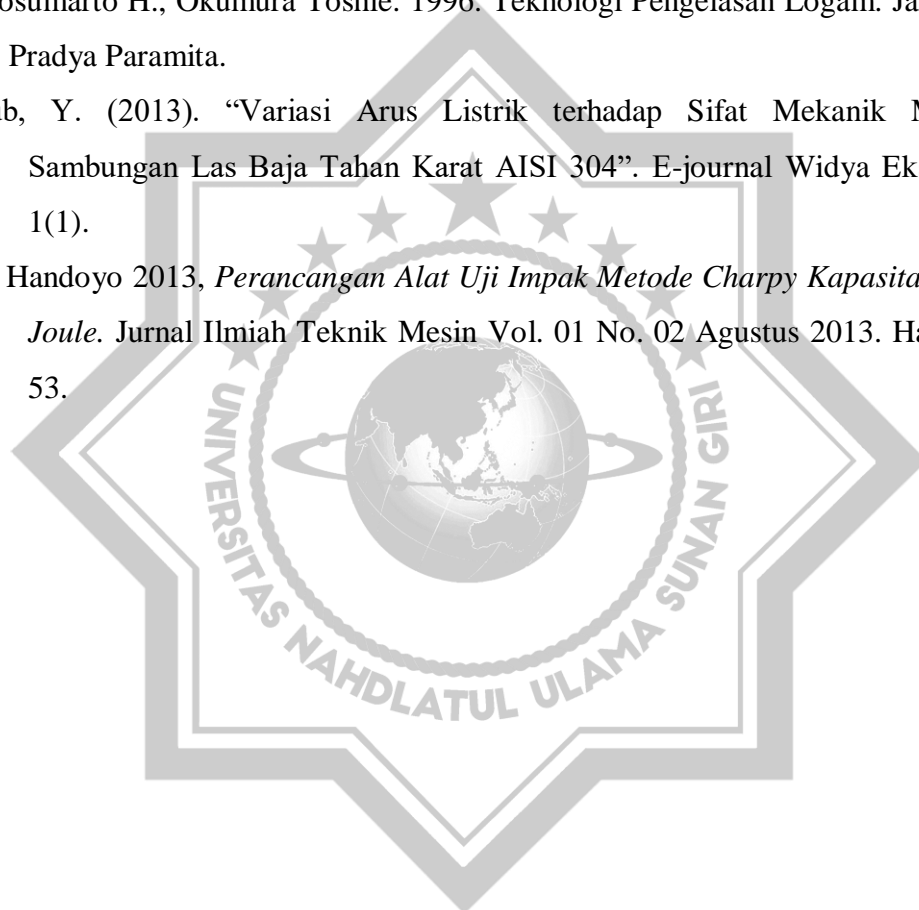 osumarto H., Okumura Toshie. 1996. Teknologi Pengelasan Logam. Ja
Pradya Paramita.
ub, Y. (2013). “Variasi Arus Listrik terhadap Sifat Mekanik M
Sambungan Las Baja Tahan Karat AISI 304”. E-journal Widya Ek
1(1).
Handoyo 2013, Perancangan Alat Uji Impak Metode Charpy Kapasita
Joule. Jurnal Ilmiah Teknik Mesin Vol. 01 No. 02 Agustus 2013. Ha
53.
UNIVERSITAS NAHDLATUL ULAMA SUNAN GIRI